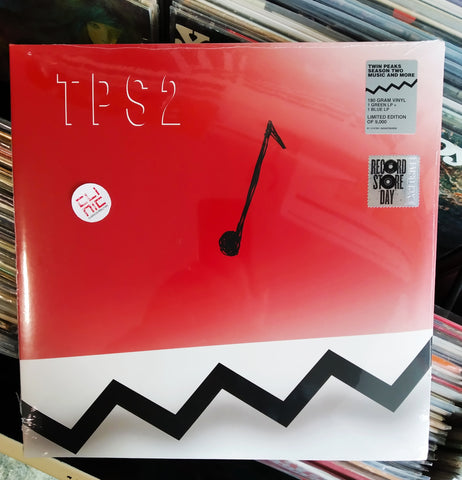 TPS2
TWIN PEAKS
SEASON TWO
MUSIC AND MORE
180 GRAM VINYL
1 GREEN LP +
1 BLUE LP
LIMITED EDITION
OF 9,000
RECORD
STORE
DAY